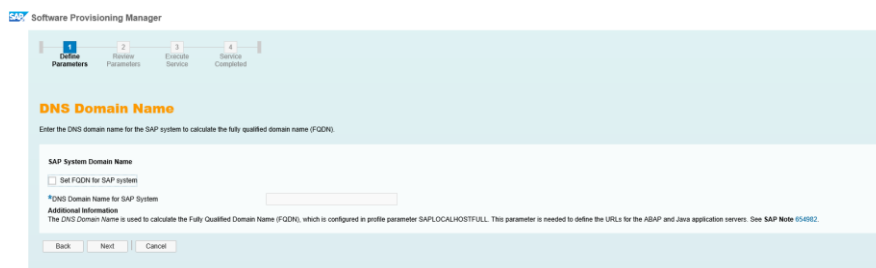 SAP Software Provisioning Manager
1 2 3 4
Define Parameters Review Parameters Execute Service Service Completed
DNS Domain Name
Enter the DNS domain name for the SAP system to calculate the fully qualified domain name (FQDN).
SAP System Domain Name
Set FQDN for SAP system
*DNS Domain Name for SAP System
Additional Information
The DNS Domain Name is used to calculate the Fully Qualified Domain Name (FQDN), which is configured in profile parameter SAPLOCALHOSTFULL. This parameter is needed to define the URLs for the ABAP and Java application servers. See SAP Note 654982.
Back Next Cancel